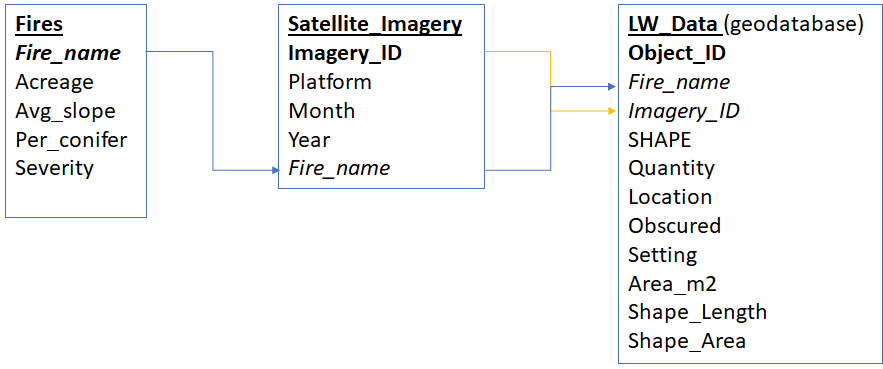 Fires
Fire_name
Acreage
Avg_slope
Per_conifer
Severity
Satellite_Imagery
Imagery_ID
Platform
Month
Year
Fire_name
LW_Data (geodatabase)
Object_ID
Fire_name
Imagery_ID
SHAPE
Quantity
Location
Obscured
Setting
Area_m2
Shape_Length
Shape_Area